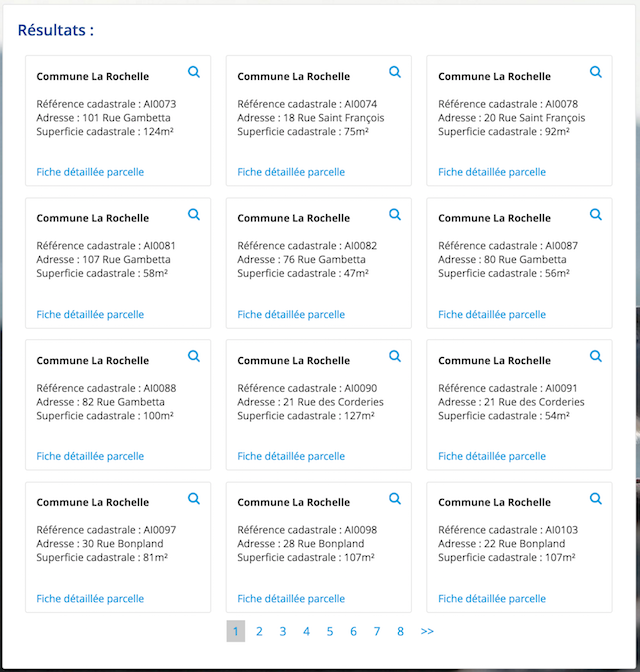 Résultats :
Commune La Rochelle
Référence cadastrale : AI0073
Adresse : 101 Rue Gambetta
Superficie cadastrale : 124m²
Fiche détaillée parcelle
Commune La Rochelle
Référence cadastrale : AI0074
Adresse : 18 Rue Saint François
Superficie cadastrale : 75m²
Fiche détaillée parcelle
Commune La Rochelle
Référence cadastrale : AI0078
Adresse : 20 Rue Saint François
Superficie cadastrale : 92m²
Fiche détaillée parcelle
Commune La Rochelle
Référence cadastrale : AI0081
Adresse : 107 Rue Gambetta
Superficie cadastrale : 58m²
Fiche détaillée parcelle
Commune La Rochelle
Référence cadastrale : AI0082
Adresse : 76 Rue Gambetta
Superficie cadastrale : 47m²
Fiche détaillée parcelle
Commune La Rochelle
Référence cadastrale : AI0087
Adresse : 80 Rue Gambetta
Superficie cadastrale : 56m²
Fiche détaillée parcelle
Commune La Rochelle
Référence cadastrale : AI0088
Adresse : 82 Rue Gambetta
Superficie cadastrale : 100m²
Fiche détaillée parcelle
Commune La Rochelle
Référence cadastrale : AI0090
Adresse : 21 Rue des Corderies
Superficie cadastrale : 127m²
Fiche détaillée parcelle
Commune La Rochelle
Référence cadastrale : AI0091
Adresse : 21 Rue des Corderies
Superficie cadastrale : 54m²
Fiche détaillée parcelle
Commune La Rochelle
Référence cadastrale : AI0097
Adresse : 30 Rue Bonpland
Superficie cadastrale : 81m²
Fiche détaillée parcelle
Commune La Rochelle
Référence cadastrale : AI0098
Adresse : 28 Rue Bonpland
Superficie cadastrale : 107m²
Fiche détaillée parcelle
Commune La Rochelle
Référence cadastrale : AI0103
Adresse : 22 Rue Bonpland
Superficie cadastrale : 107m²
Fiche détaillée parcelle
1 2 3 4 5 6 7 8 >>